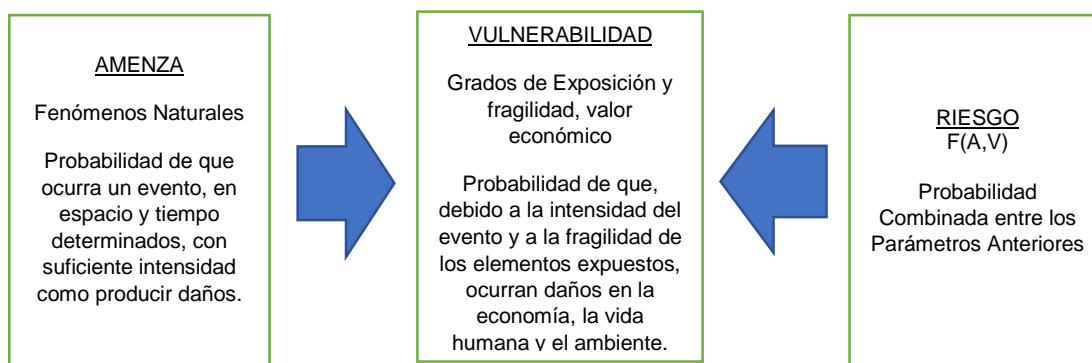 AMENZA
Fenómenos Naturales
Probabilidad de que
ocurra un evento, en
espacio y tiempo
determinados, con
suficiente intensidad
como producir daños.
VULNERABILIDAD
Grados de Exposición y
fragilidad, valor
económico
Probabilidad de que,
debido a la intensidad del
evento y a la fragilidad de
los elementos expuestos,
ocurran daños en la
economía, la vida
humana y el ambiente.
RIESGO
F(A,V)
Probabilidad
Combinada entre los
Parámetros Anteriores